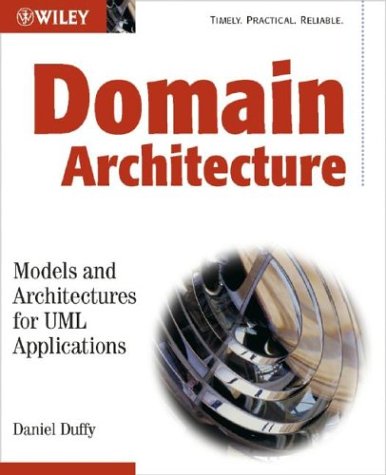 WILEY
TIMELY. PRACTICAL. RELIABLE.
Domain
Architecture
Models and
Architectures
for UML
Applications
Daniel Duffy